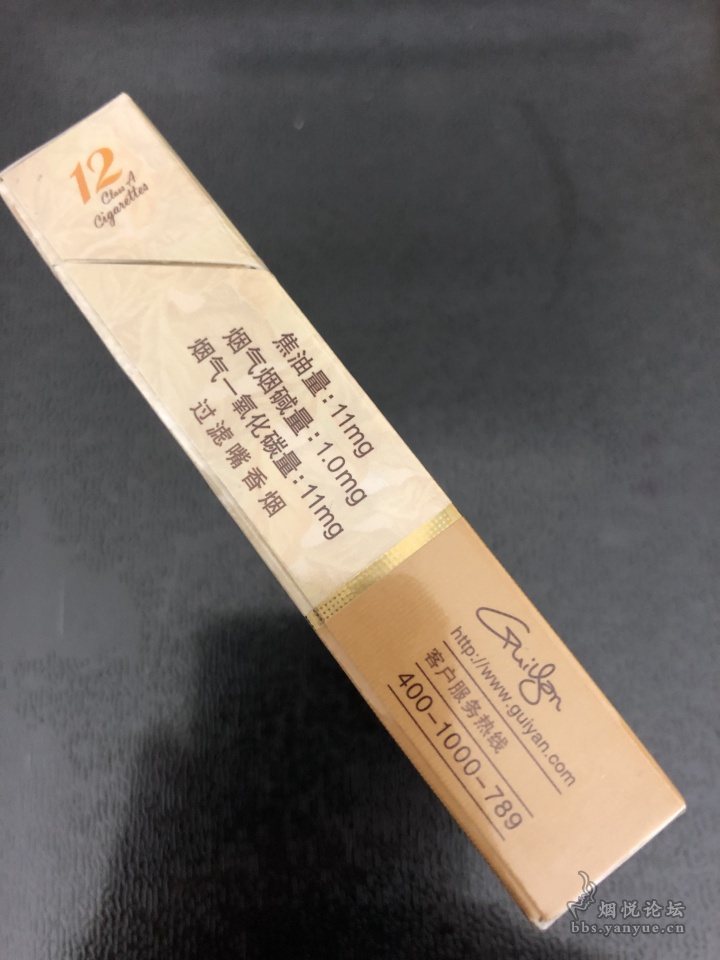 12
Class A
Cigarettes
焦油量：11mg
烟气烟碱量：1.0mg
烟气一氧化碳量：11mg
过滤嘴香烟
GuiYan
http://www.guiyan.com
客户服务热线
400-1000-789
烟悦论坛
bbs.yanyue.cn